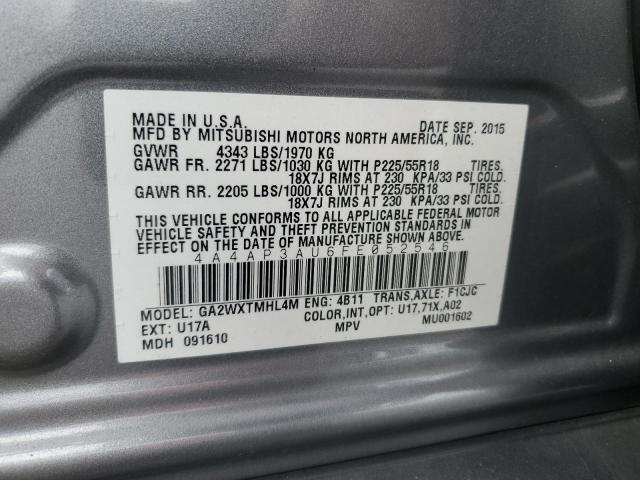 MADE IN U.S.A. DATE SEP. 2015
MFD BY MITSUBISHI MOTORS NORTH AMERICA, INC.
GVWR 4343 LBS/1970 KG
GAWR FR. 2271 LBS/1030 KG WITH P225/55R18 TIRES.
18X7J RIMS AT 230 KPA/33 PSI COLD.
GAWR RR. 2205 LBS/1000 KG WITH P225/55R18 TIRES.
18X7J RIMS AT 230 KPA/33 PSI COLD.
THIS VEHICLE CONFORMS TO ALL APPLICABLE FEDERAL MOTOR
VEHICLE SAFETY AND THEFT PREVENTION STANDARDS IN
EFFECT ON THE DATE OF MANUFACTURE SHOWN ABOVE.
4A4AP3AU6FE052546
MODEL: GA2WXTMHL4M ENG: 4B11 TRANS,AXLE: F1CJC
EXT: U17A COLOR,INT,OPT: U17,71X,A02
MDH 091610 MPV MU001602